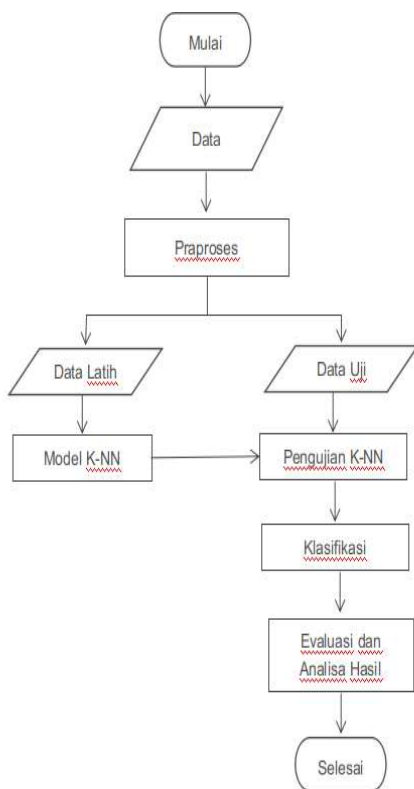 Mulai
Data
Praproses
Data Latih
Data Uji
Model K-NN
Pengujian K-NN
Klasifikasi
Evaluasi dan
Analisa Hasil
Selesai